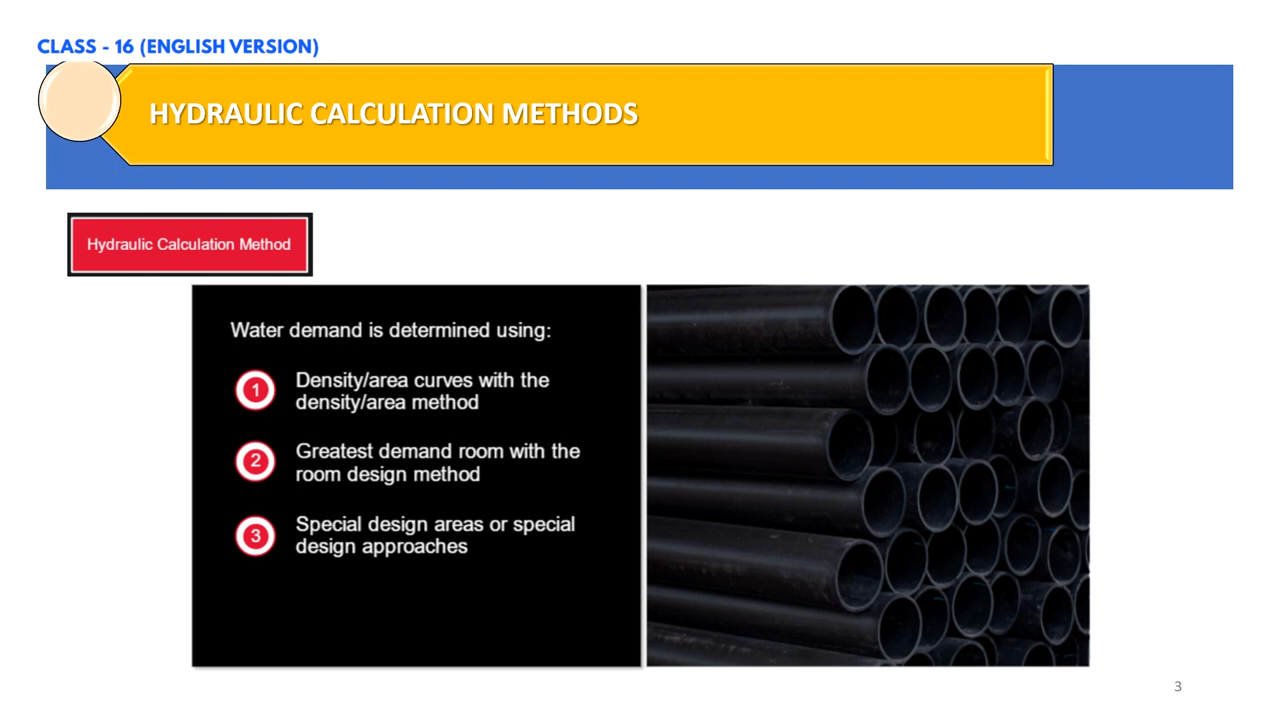 CLASS - 16 (ENGLISH VERSION)
HYDRAULIC CALCULATION METHODS
Hydraulic Calculation Method
Water demand is determined using:
1 Density/area curves with the
density/area method
2 Greatest demand room with the
room design method
3 Special design areas or special
design approaches
3